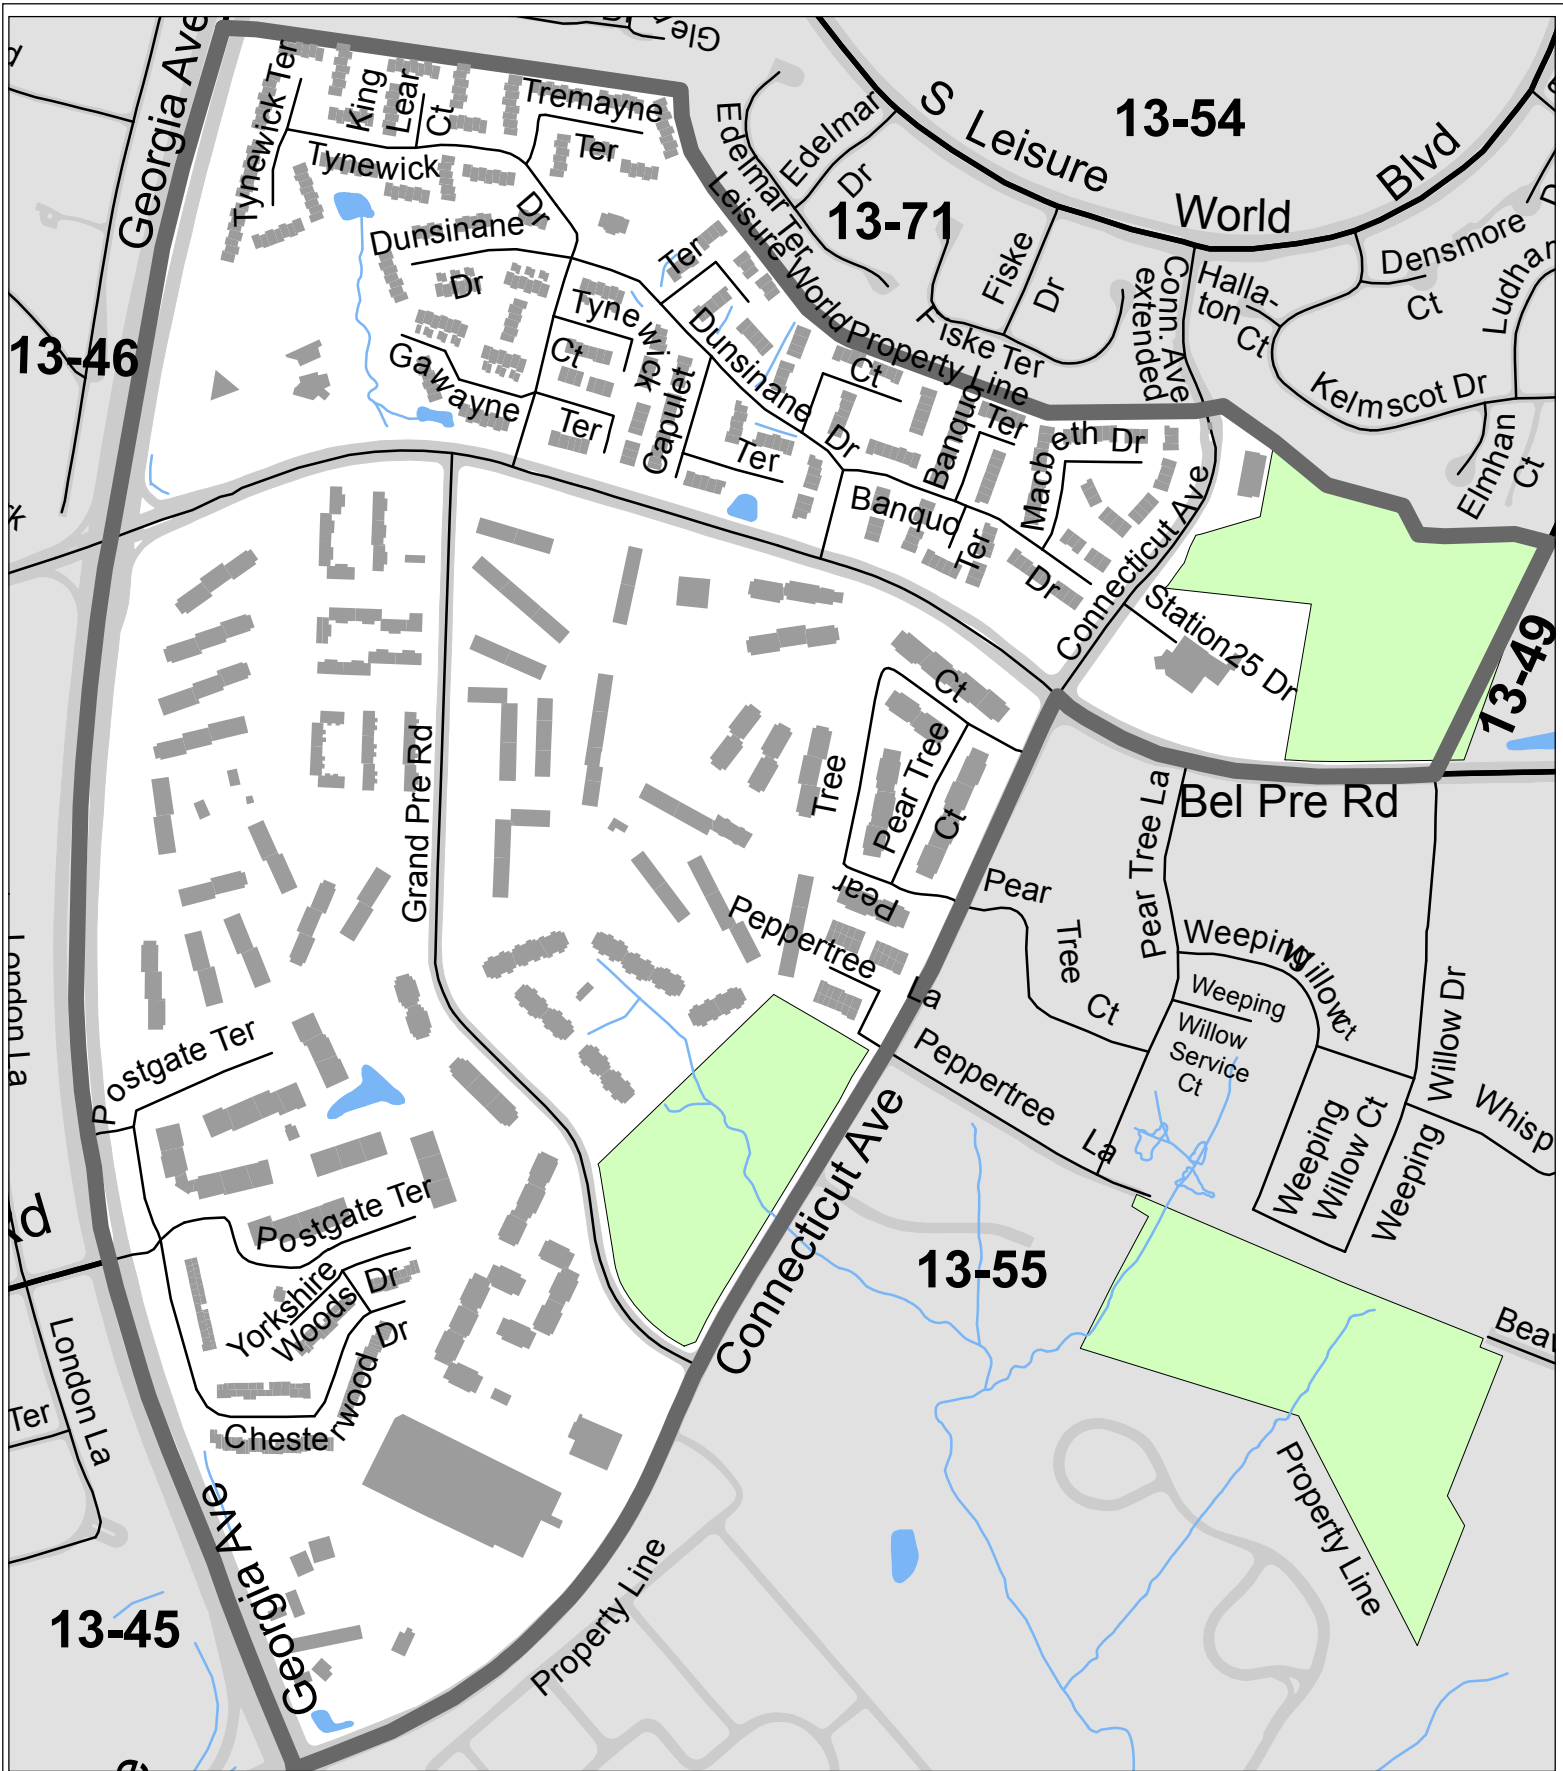 Georgia Ave
Tynewick Ter
King
Lear
Ct
Tremayne
Ter
Tynewick
Dr
Dunsinane
Dr
Edelmar Ter
Edelmar
Dr
S Leisure
World
Blvd
13-54
13-71
Leisure World Property Line
Fiske
Dr
Fiske Ter
Conn. Ave
extended
Halla-
ton
Ct
Densmore
Ct
Kelmscot Dr
Elmhan
Ct
13-46
Ter
Tynewick
Ct
Gawayne
Ter
Capulet
Ter
Dunsinane
Dr
Ct
Banquo
Ter
Macbeth Dr
Banquo
Ter
Dr
Connecticut Ave
Station25 Dr
13-49
Bel Pre Rd
Ct
Pear Tree
Ct
Tree
Pear
Grand Pre Rd
Peppertree
La
Pear
Tree
Ct
Pear Tree La
Weeping
Willow
Ct
Weeping
Willow
Service
Ct
Willow Dr
Weeping
Weeping
Willow Ct
Whisp
Peppertree
La
London La
Postgate Ter
Postgate Ter
Yorkshire
Woods
Dr
Chesterwood
Dr
Connecticut Ave
13-55
Beav
London La
Ter
Georgia Ave
13-45
Property Line
Property Line